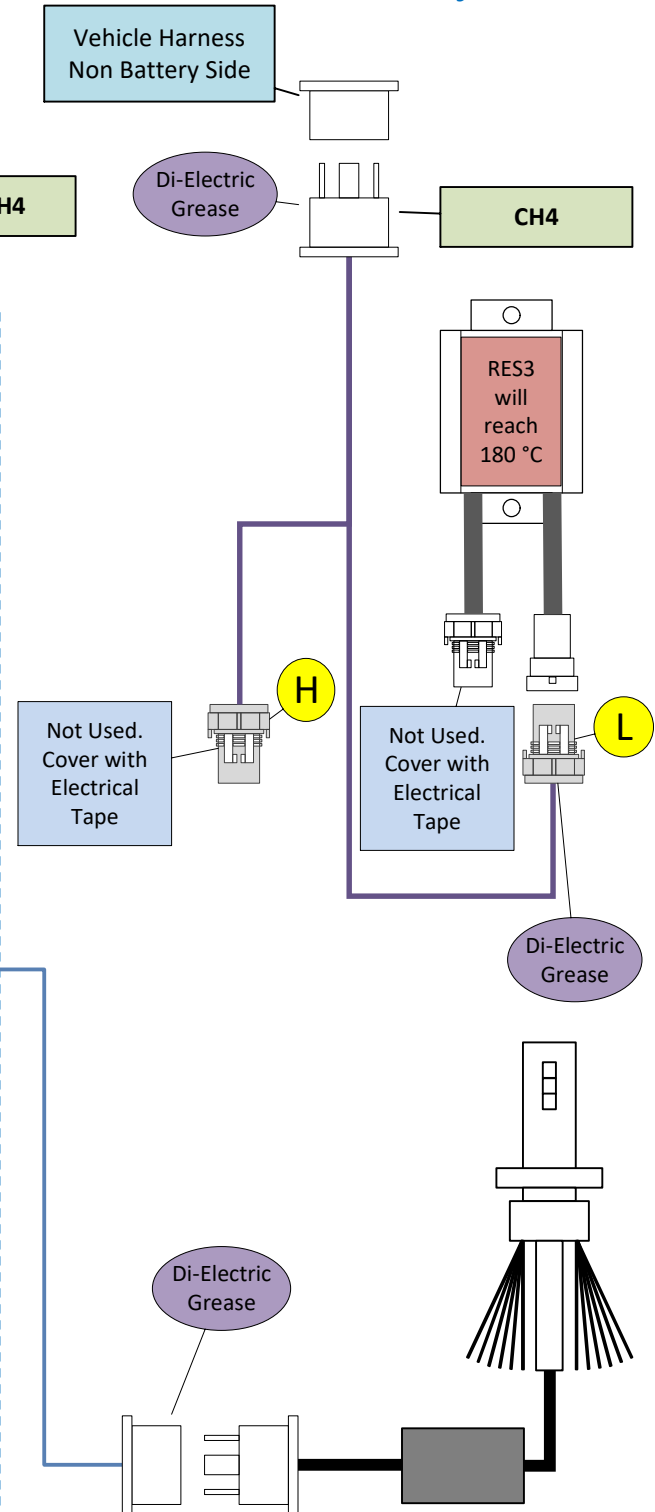 Vehicle Harness
Non Battery Side
Di-Electric
Grease
H4
CH4
RES3
will
reach
180 °C
H
L
Not Used.
Cover with
Electrical
Tape
Not Used.
Cover with
Electrical
Tape
Di-Electric
Grease
Di-Electric
Grease